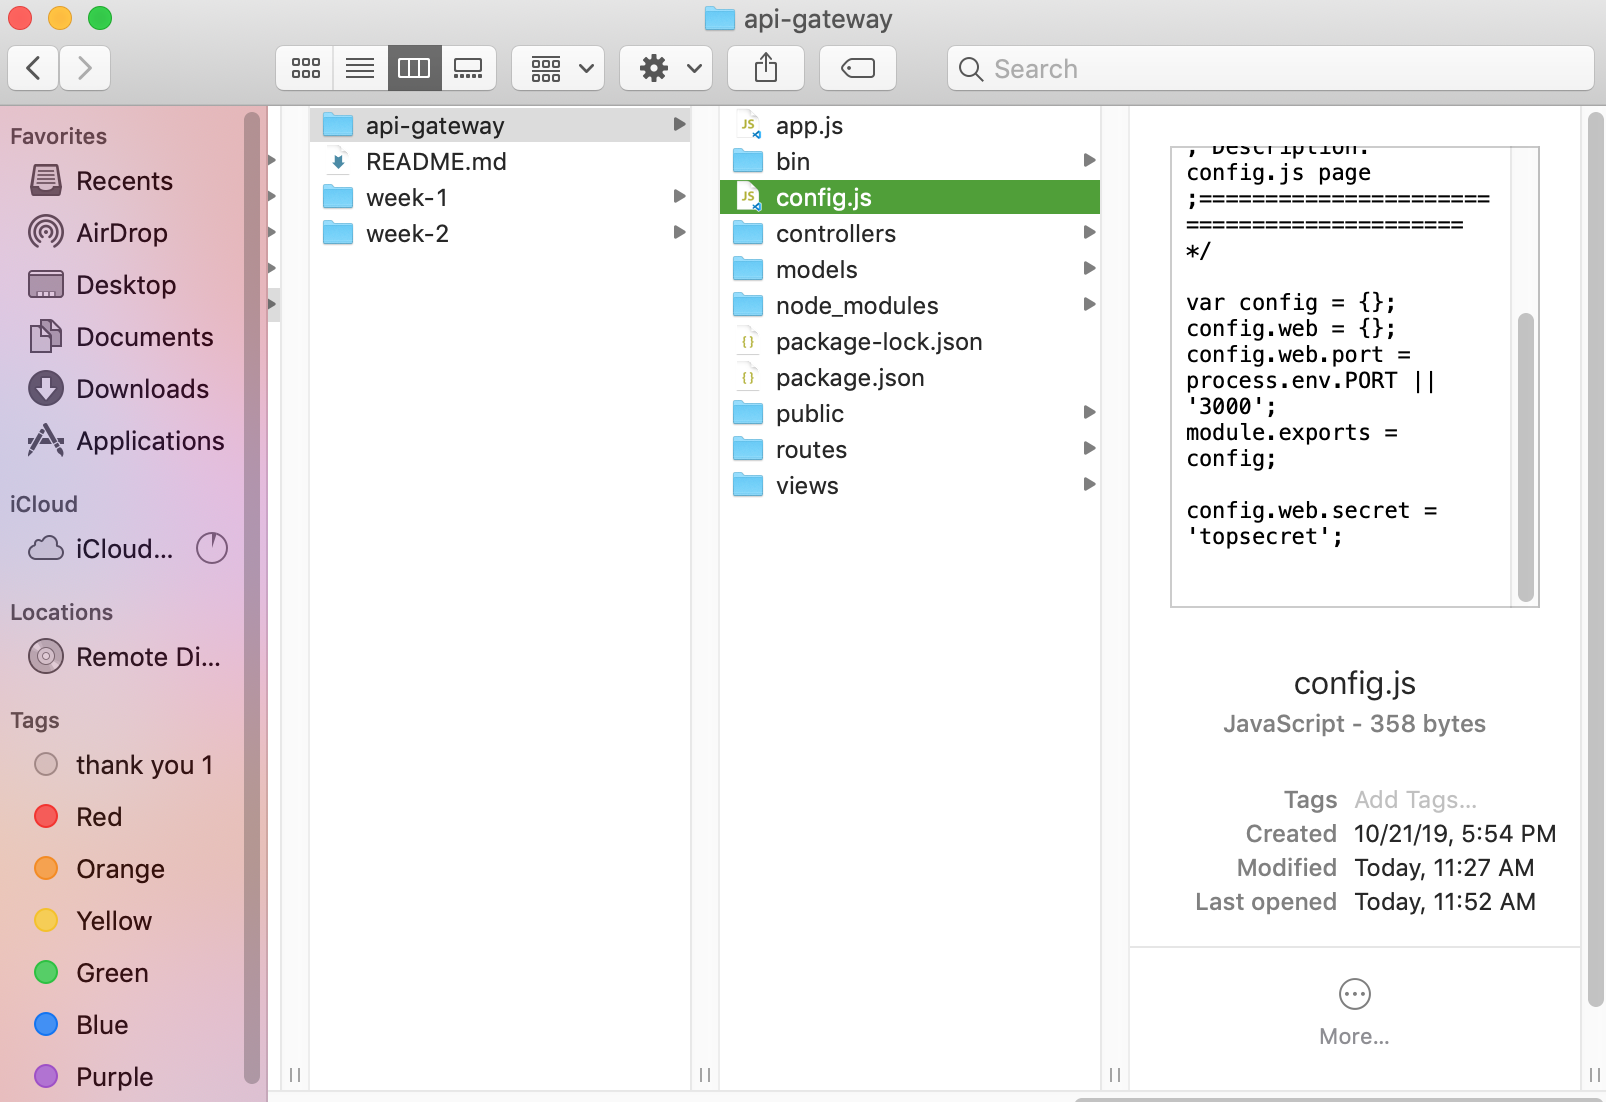 api-gateway
Search
Favorites
Recents
AirDrop
Desktop
Documents
Downloads
Applications
iCloud
iCloud...
Locations
Remote Di...
Tags
thank you 1
Red
Orange
Yellow
Green
Blue
Purple
api-gateway
README.md
week-1
week-2
app.js
bin
config.js
controllers
models
node_modules
package-lock.json
package.json
public
routes
views
; Description:
config.js page
;======================
=====================
*/
var config = {};
config.web = {};
config.web.port =
process.env.PORT ||
'3000';
module.exports =
config;
config.web.secret =
'topsecret';
config.js
JavaScript - 358 bytes
Tags Add Tags...
Created 10/21/19, 5:54 PM
Modified Today, 11:27 AM
Last opened Today, 11:52 AM
More...